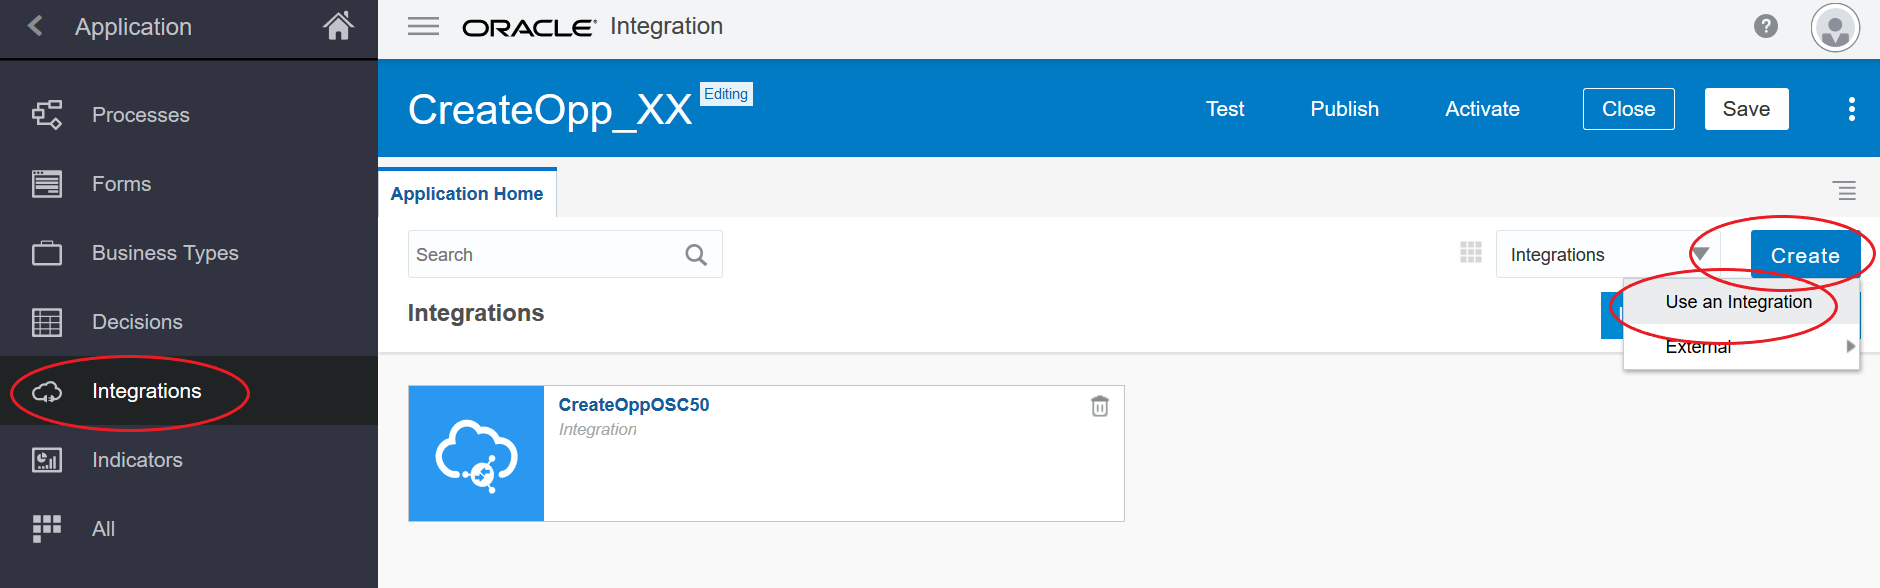 Application
ORACLE® Integration
CreateOpp_XX Editing
Test Publish Activate Close Save
Processes
Forms
Business Types
Decisions
Integrations
Indicators
All
Application Home
Search
Integrations
Create
Use an Integration
External
Integrations
CreateOppOSC50
Integration